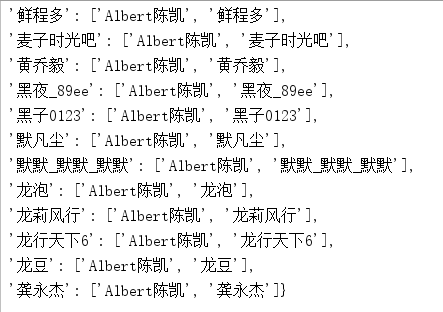 '鲜程多': ['Albert陈凯', '鲜程多'],
'麦子时光吧': ['Albert陈凯', '麦子时光吧'],
'黄乔毅': ['Albert陈凯', '黄乔毅'],
'黑夜_89ee': ['Albert陈凯', '黑夜_89ee'],
'黑子0123': ['Albert陈凯', '黑子0123'],
'默凡尘': ['Albert陈凯', '默凡尘'],
'默默_默默_默默': ['Albert陈凯', '默默_默默_默默'],
'龙泡': ['Albert陈凯', '龙泡'],
'龙莉风行': ['Albert陈凯', '龙莉风行'],
'龙行天下6': ['Albert陈凯', '龙行天下6'],
'龙豆': ['Albert陈凯', '龙豆'],
'龚永杰': ['Albert陈凯', '龚永杰']}